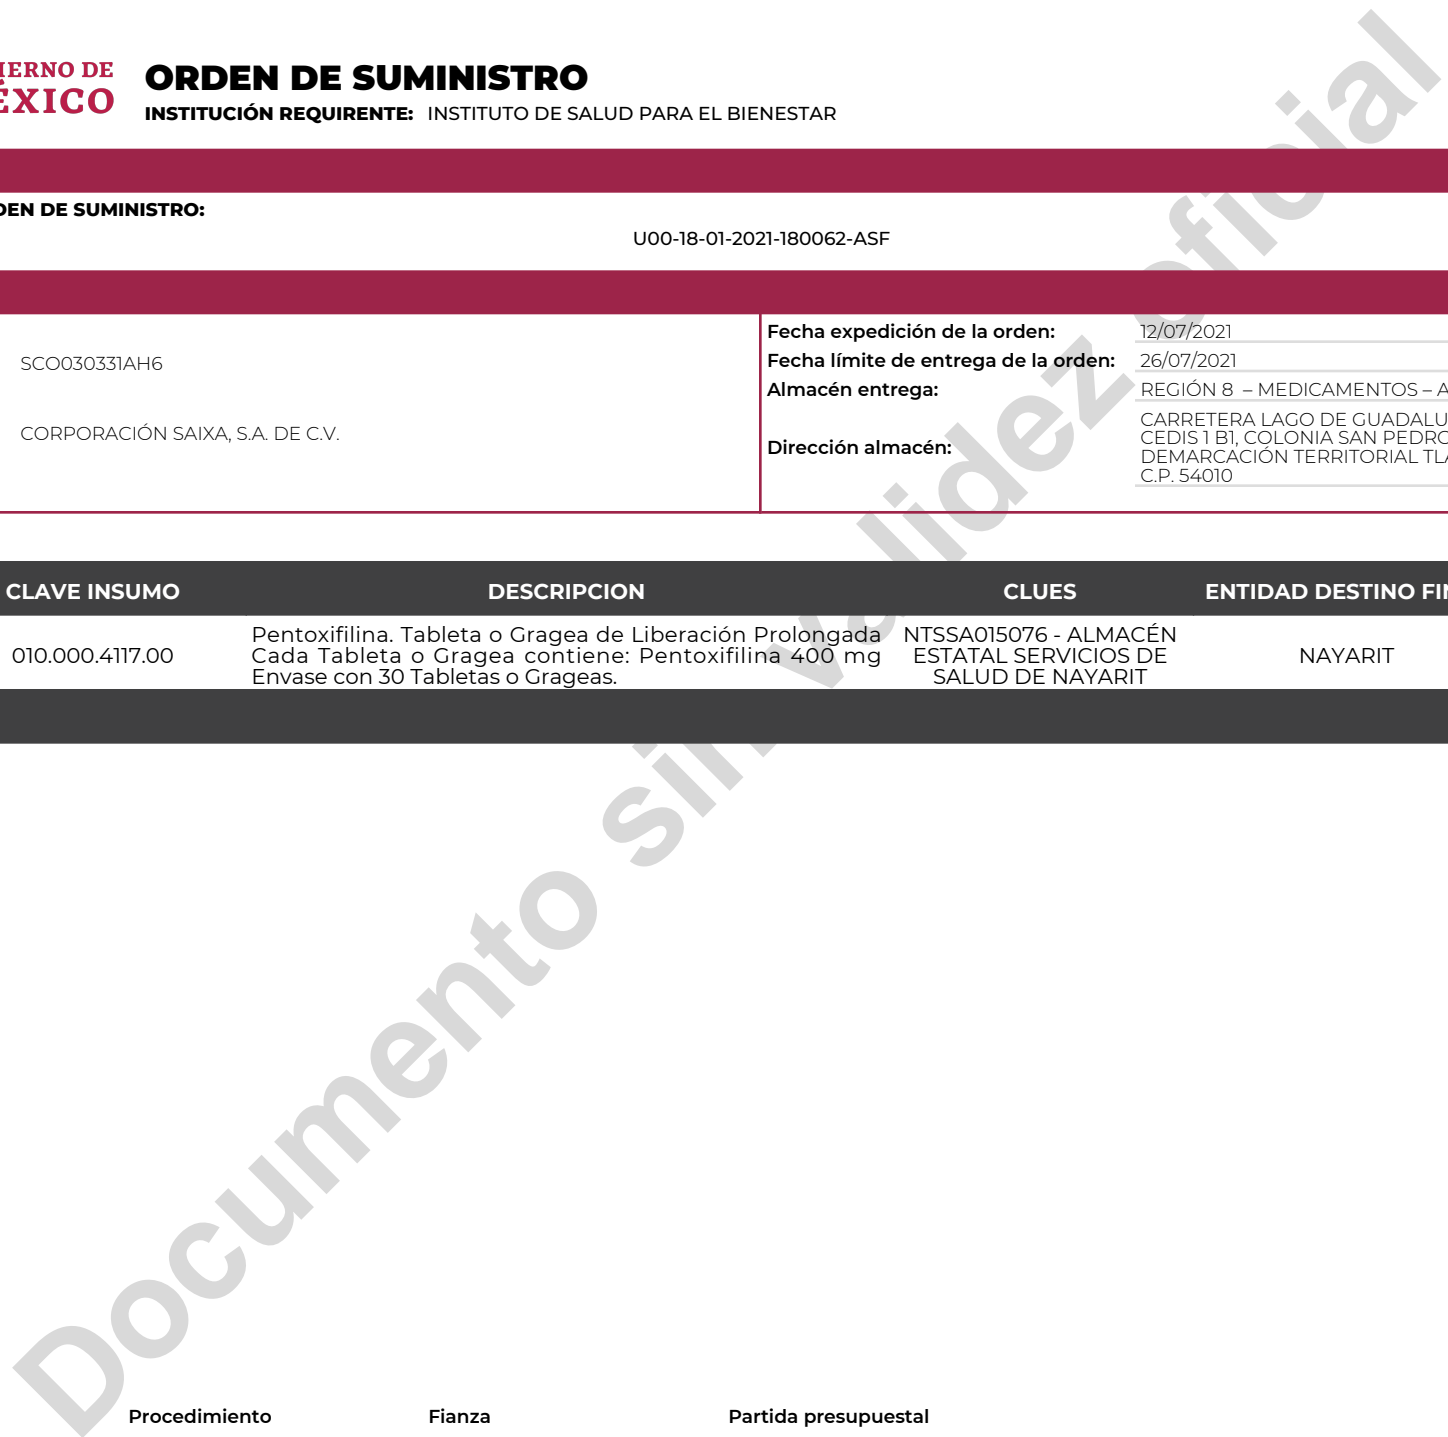 IERNO DE
ÉXICO
ORDEN DE SUMINISTRO
INSTITUCIÓN REQUIRENTE: INSTITUTO DE SALUD PARA EL BIENESTAR
DEN DE SUMINISTRO:
U00-18-01-2021-180062-ASF
SCO030331AH6
CORPORACIÓN SAIXA, S.A. DE C.V.
Fecha expedición de la orden: 12/07/2021
Fecha límite de entrega de la orden: 26/07/2021
Almacén entrega: REGIÓN 8 – MEDICAMENTOS – A
Dirección almacén:
CARRETERA LAGO DE GUADALU
CEDIS 1 B1, COLONIA SAN PEDRO
DEMARCACIÓN TERRITORIAL TLA
C.P. 54010
CLAVE INSUMO DESCRIPCION CLUES ENTIDAD DESTINO FIN
010.000.4117.00
Pentoxifilina. Tableta o Gragea de Liberación Prolongada
Cada Tableta o Gragea contiene: Pentoxifilina 400 mg
Envase con 30 Tabletas o Grageas.
NTSSA015076 - ALMACÉN
ESTATAL SERVICIOS DE
SALUD DE NAYARIT
NAYARIT
Documento sin validez oficial
Procedimiento Fianza Partida presupuestal